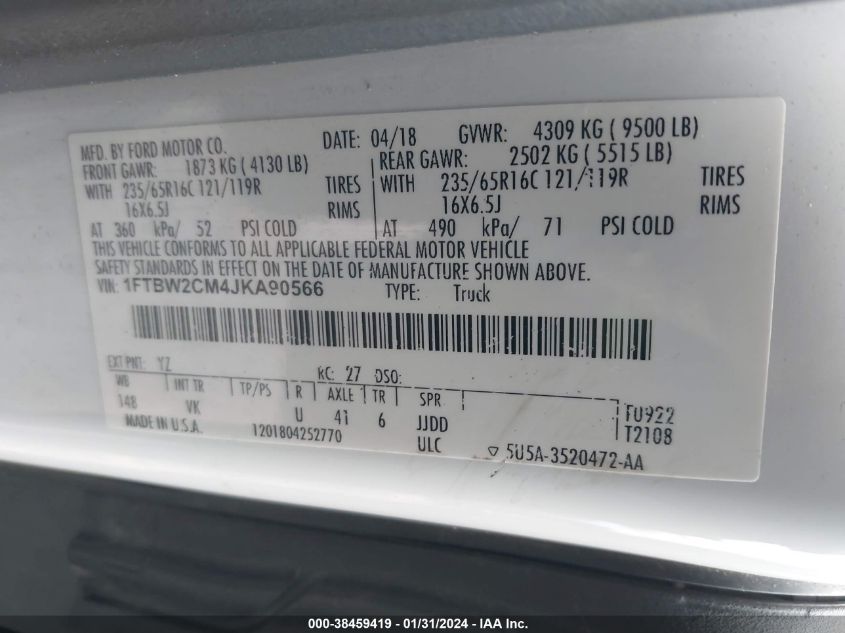 MFD. BY FORD MOTOR CO. DATE: 04/18 GVWR: 4309 KG ( 9500 LB)
FRONT GAWR: 1873 KG ( 4130 LB) REAR GAWR: 2502 KG ( 5515 LB)
WITH 235/65R16C 121/119R TIRES WITH 235/65R16C 121/119R TIRES
16X6.5J RIMS 16X6.5J RIMS
AT 360 kPa/ 52 PSI COLD AT 490 kPa/ 71 PSI COLD
THIS VEHICLE CONFORMS TO ALL APPLICABLE FEDERAL MOTOR VEHICLE
SAFETY STANDARDS IN EFFECT ON THE DATE OF MANUFACTURE SHOWN ABOVE.
VIN: 1FTBW2CM4JKA90566 TYPE: Truck
EXT PNT: YZ RC: 27 DSO:
WB INT TR TP/PS R AXLE TR SPR
148 VK U 41 6 JJDD FU922
MADE IN U.S.A. 1201804252770 ULC T2108
5U5A-3520472-AA
000-38459419 - 01/31/2024 - IAA Inc.